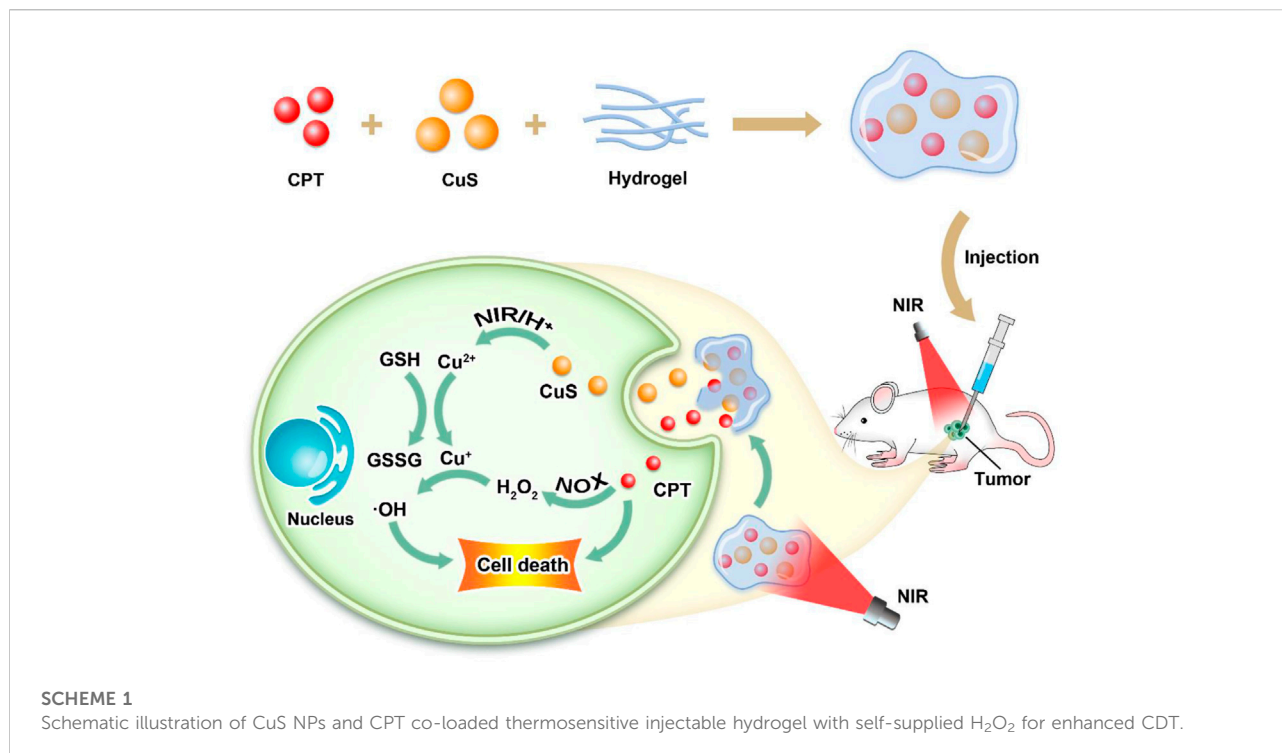 CPT
CuS
Hydrogel
Injection
NIR
Tumor
NIR/H⁺
GSH
Cu²⁺
CuS
GSSG
Cu⁺
H₂O₂
NOX
CPT
Nucleus
·OH
Cell death
NIR
SCHEME 1
Schematic illustration of CuS NPs and CPT co-loaded thermosensitive injectable hydrogel with self-supplied H₂O₂ for enhanced CDT.